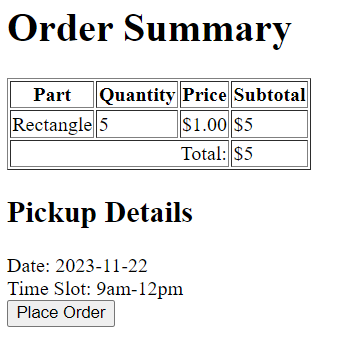 Order Summary
Part Quantity Price Subtotal
Rectangle 5 $1.00 $5
Total: $5
Pickup Details
Date: 2023-11-22
Time Slot: 9am-12pm
Place Order